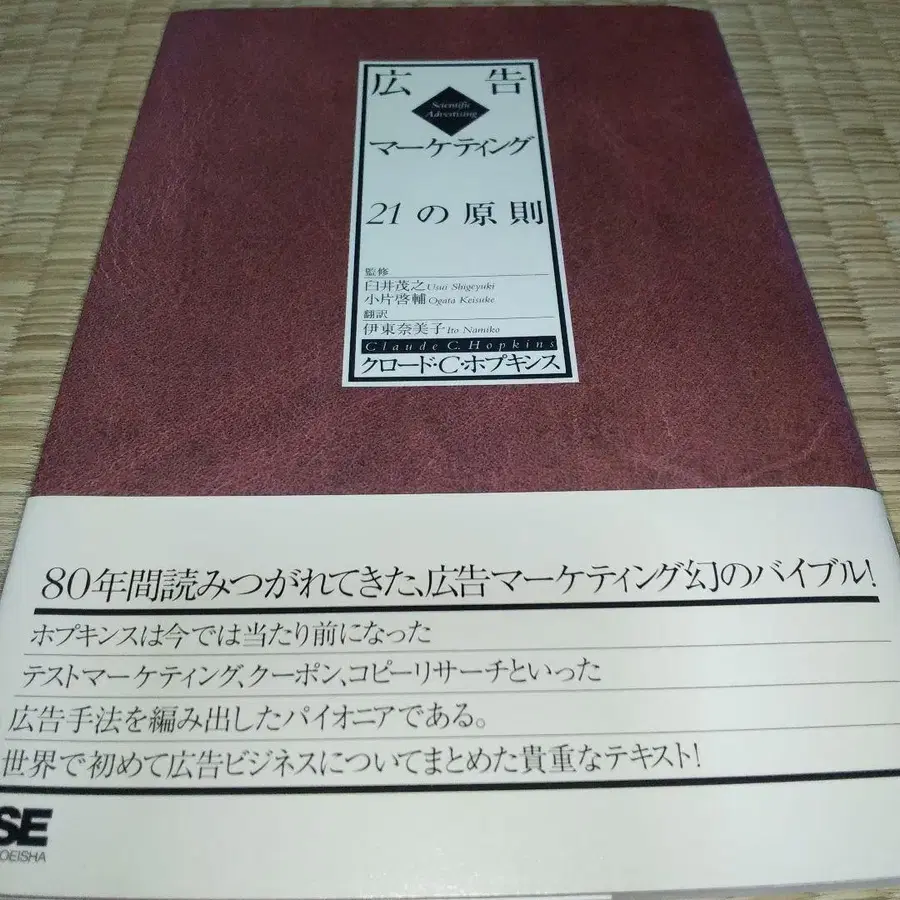 広告
Scientific
Advertising
マーケティング
21の原則
監修
臼井茂之 Usui Shigeyuki
小片啓輔 Ogata Keisuke
翻訳
伊東奈美子 Ito Namiko
Claude C. Hopkins
クロード・C・ホプキンス
80年間読みつがれてきた、広告マーケティング幻のバイブル!
ホプキンスは今では当たり前になった
テストマーケティング、クーポン、コピーリサーチといった
広告手法を編み出したパイオニアである。
世界で初めて広告ビジネスについてまとめた貴重なテキスト!
SE
OEISHA